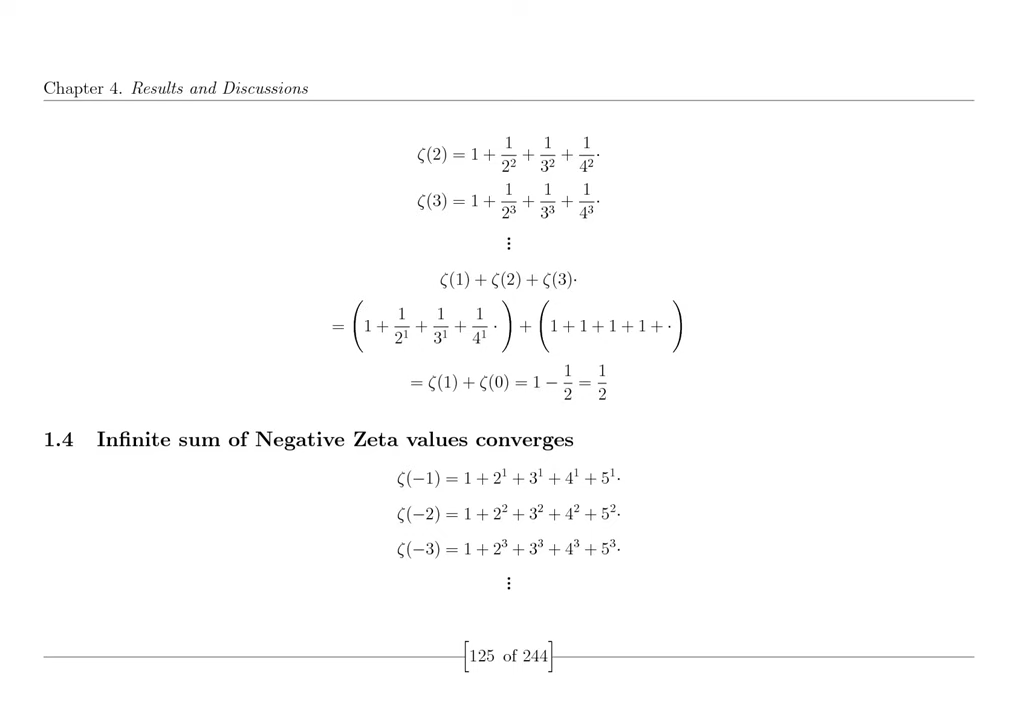 Chapter 4. Results and Discussions
ζ(2) = 1 + 1/2² + 1/3² + 1/4² ·
ζ(3) = 1 + 1/2³ + 1/3³ + 1/4³ ·
⋮
ζ(1) + ζ(2) + ζ(3)·
= (1 + 1/2¹ + 1/3¹ + 1/4¹ ·) + (1 + 1 + 1 + 1 + ·)
= ζ(1) + ζ(0) = 1 − 1/2 = 1/2
1.4 Infinite sum of Negative Zeta values converges
ζ(−1) = 1 + 2¹ + 3¹ + 4¹ + 5¹·
ζ(−2) = 1 + 2² + 3² + 4² + 5²·
ζ(−3) = 1 + 2³ + 3³ + 4³ + 5³·
⋮
[125 of 244]